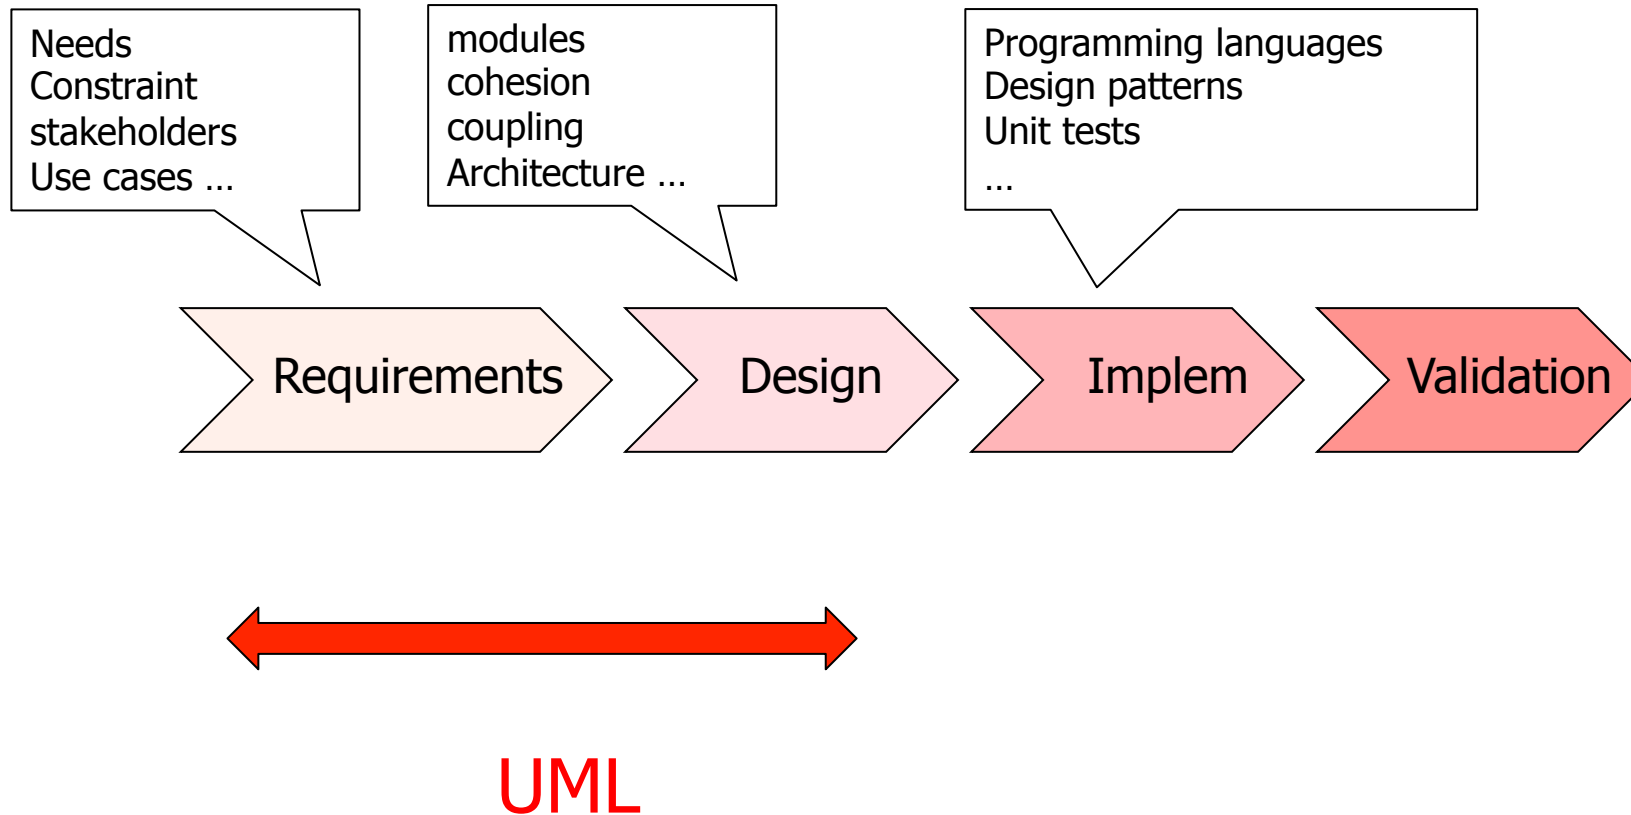 Needs
Constraint
stakeholders
Use cases …
modules
cohesion
coupling
Architecture …
Programming languages
Design patterns
Unit tests
…
Requirements
Design
Implem
Validation
UML